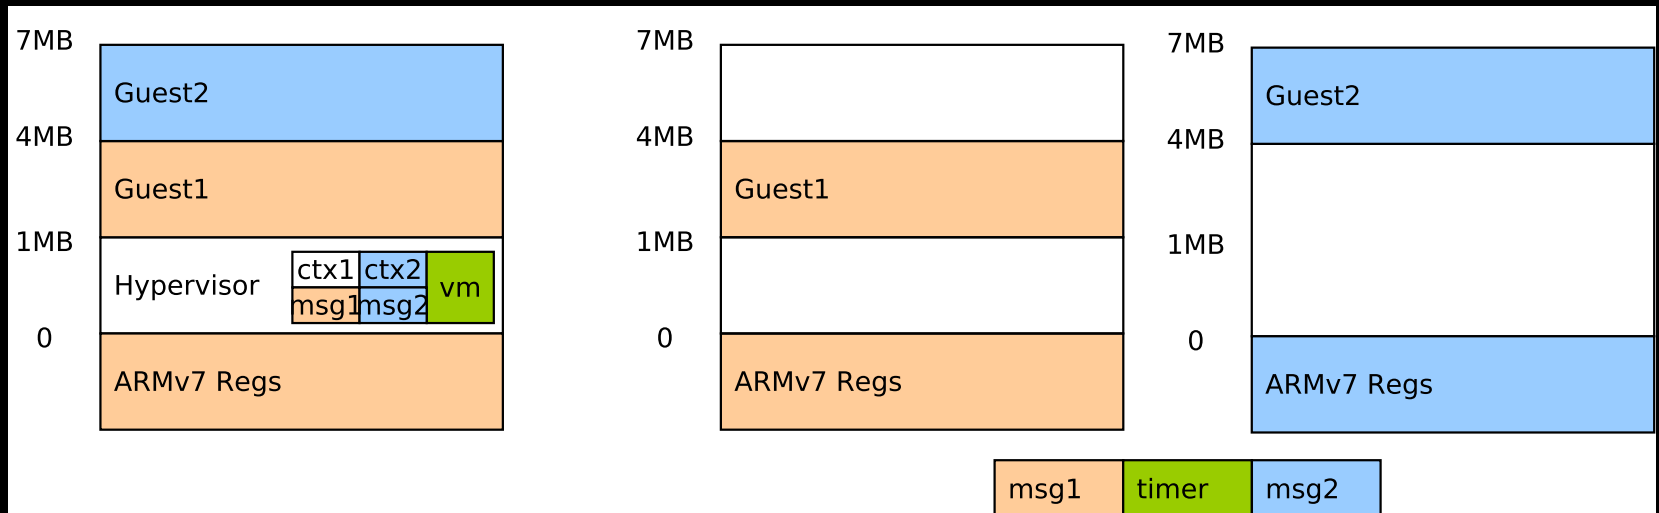 7MB
Guest2
4MB
Guest1
1MB
Hypervisor
ctx1
ctx2
vm
msg1
msg2
0
ARMv7 Regs
7MB
4MB
Guest1
1MB
0
ARMv7 Regs
7MB
Guest2
4MB
1MB
0
ARMv7 Regs
msg1
timer
msg2